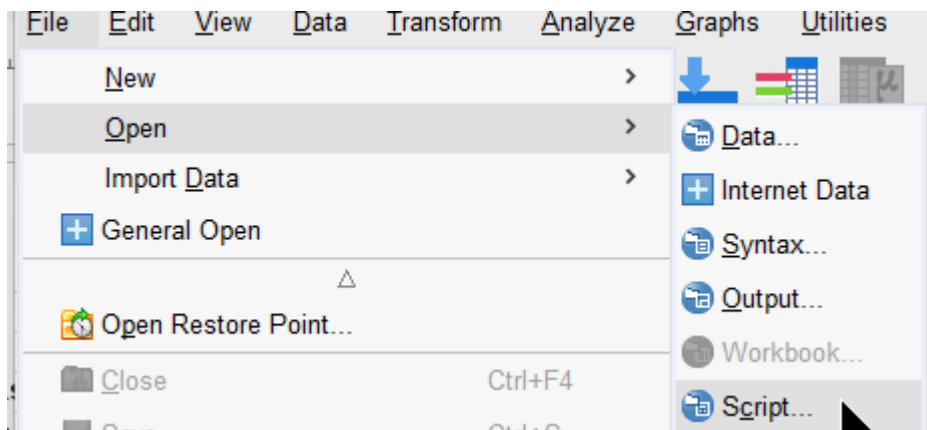 File Edit View Data Transform Analyze Graphs Utilities
New
Open
Import Data
General Open
Open Restore Point...
Close Ctrl+F4
Data...
Internet Data
Syntax...
Output...
Workbook...
Script...